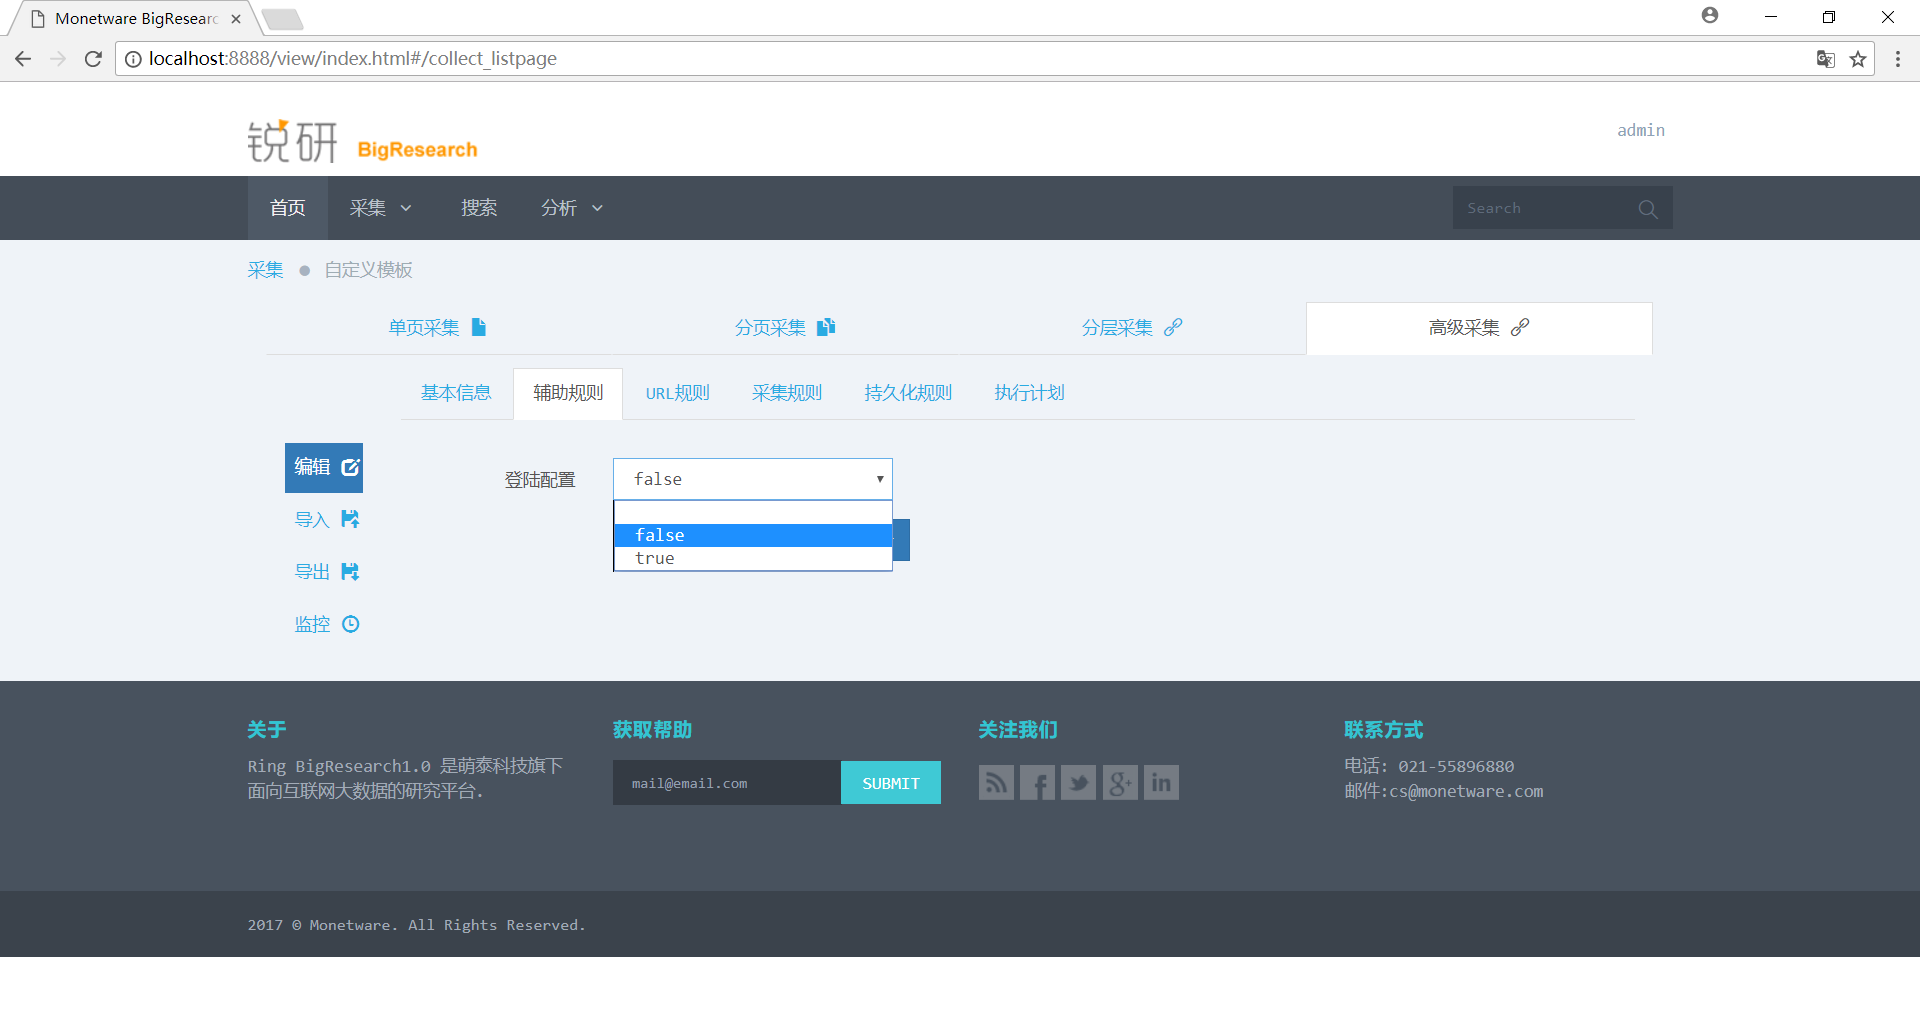 Monetware BigResearc
localhost:8888/view/index.html#/collect_listpage
锐研 BigResearch
admin
首页 采集 搜索 分析 Search
采集 ● 自定义模板
单页采集 分页采集 分层采集 高级采集
基本信息 辅助规则 URL规则 采集规则 持久化规则 执行计划
编辑
登陆配置 false
false
true
导入
导出
监控
关于 获取帮助 关注我们 联系方式
Ring BigResearch1.0 是萌泰科技旗下
面向互联网大数据的研究平台.
mail@email.com SUBMIT
电话: 021-55896880
邮件:cs@monetware.com
2017 © Monetware. All Rights Reserved.